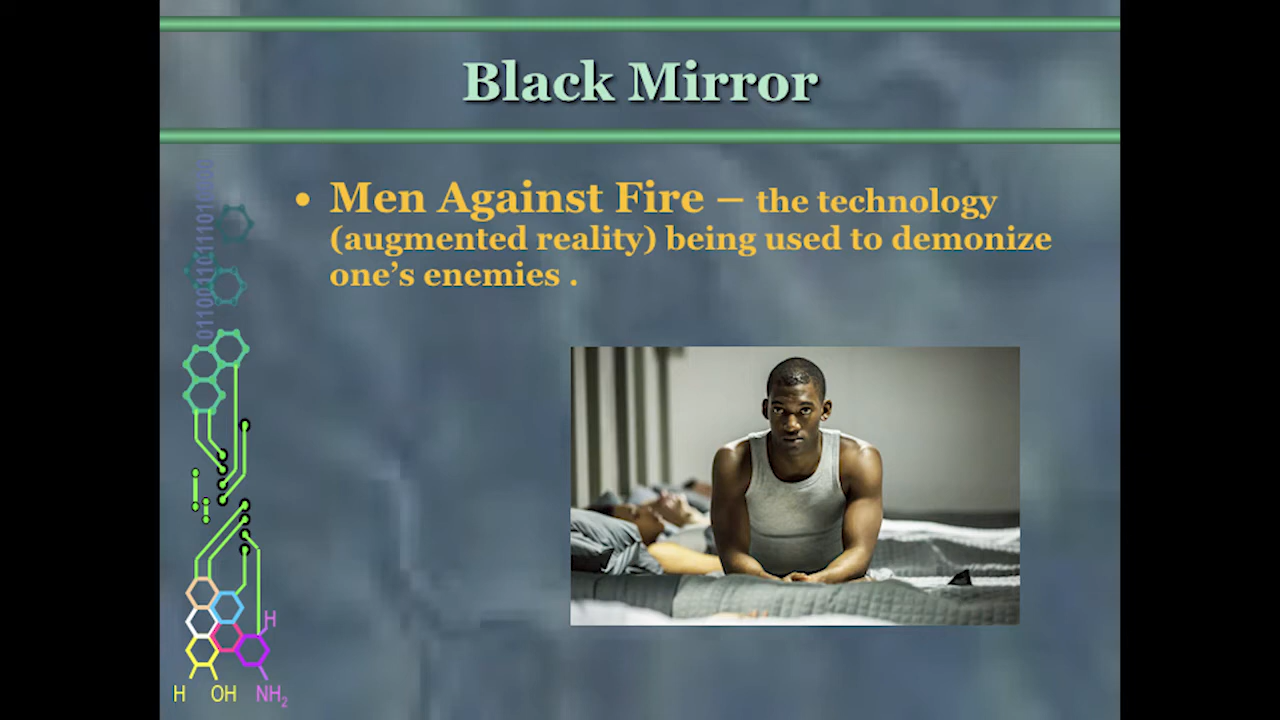 Black Mirror
• Men Against Fire – the technology
(augmented reality) being used to demonize
one’s enemies .
H
H OH NH₂